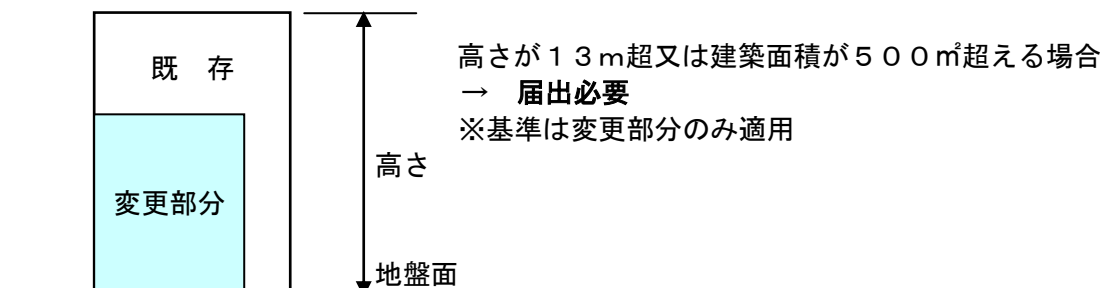 既　存
変更部分
高さ
地盤面
高さが１３ｍ超又は建築面積が５００㎡超える場合
→　届出必要
※基準は変更部分のみ適用